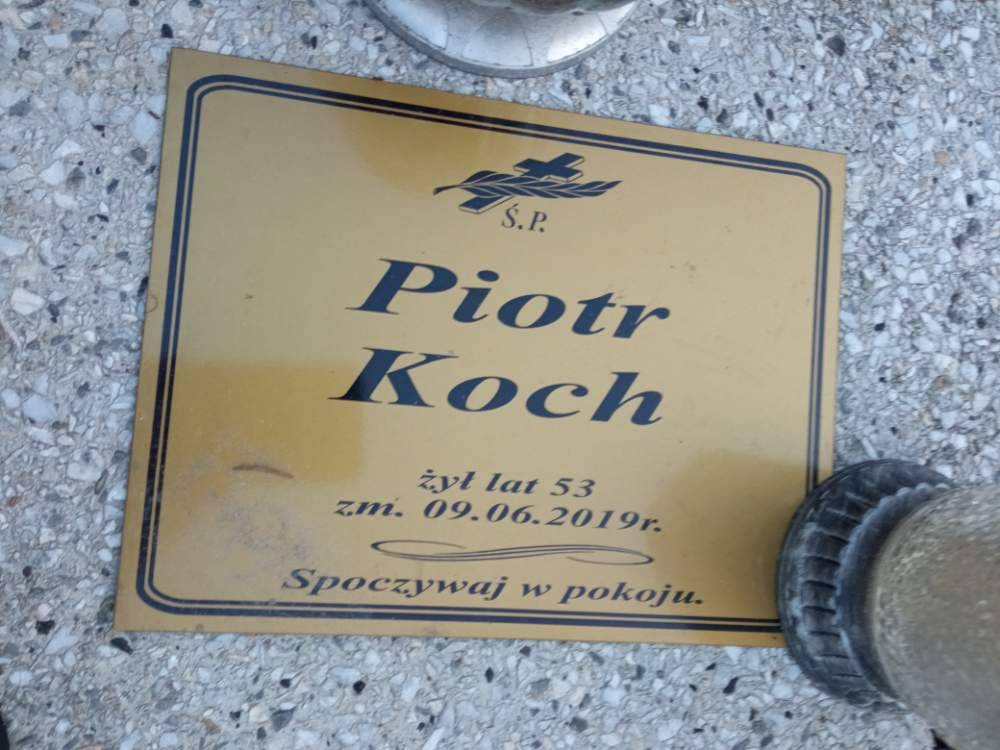 Ś.P.
Piotr
Koch
żył lat 53
zm. 09.06.2019r.
Spoczywaj w pokoju.